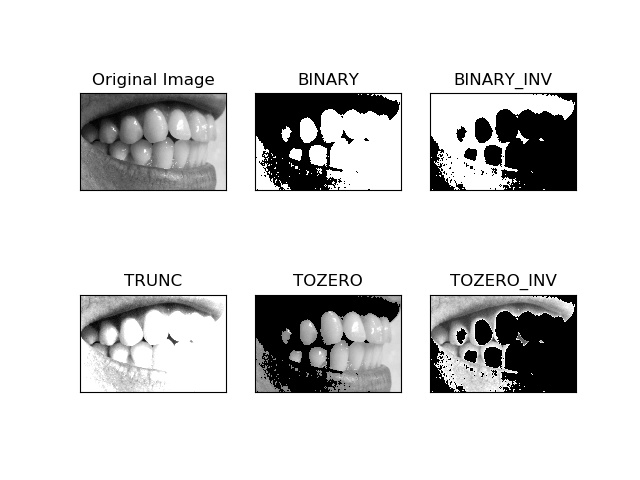 Original Image
BINARY
BINARY_INV
TRUNC
TOZERO
TOZERO_INV